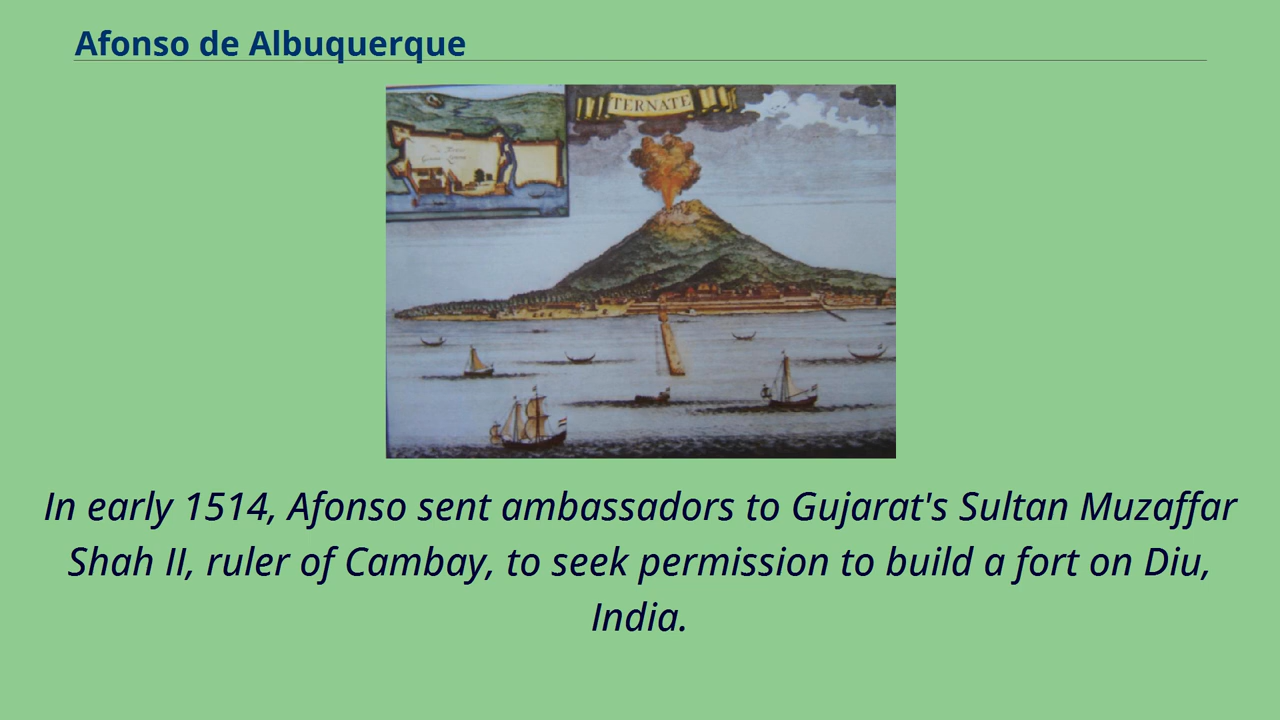 Afonso de Albuquerque
TERNATE
In early 1514, Afonso sent ambassadors to Gujarat's Sultan Muzaffar
Shah II, ruler of Cambay, to seek permission to build a fort on Diu,
India.